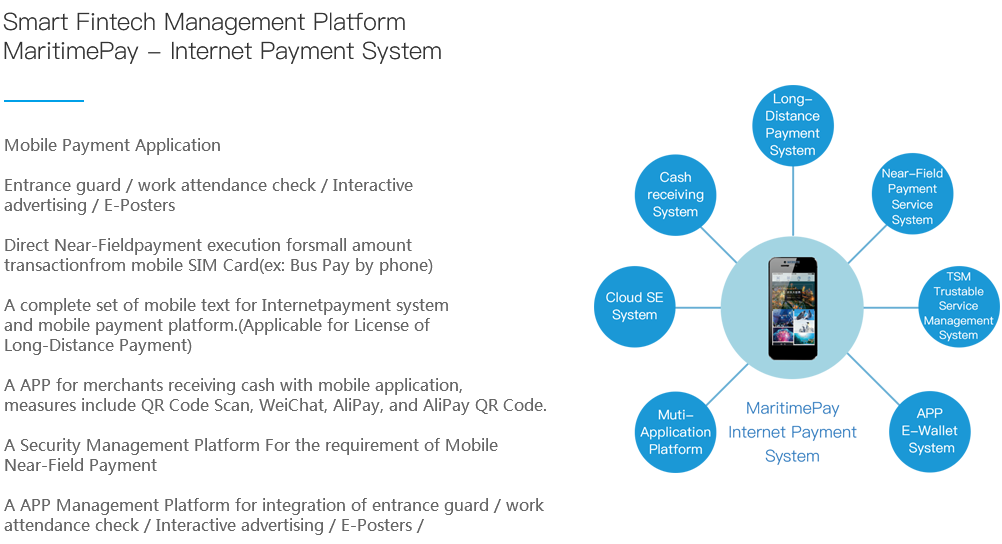 Smart Fintech Management Platform
MaritimePay – Internet Payment System
Mobile Payment Application
Entrance guard / work attendance check / Interactive
advertising / E-Posters
Direct Near-Fieldpayment execution forsmall amount
transactionfrom mobile SIM Card(ex: Bus Pay by phone)
A complete set of mobile text for Internetpayment system
and mobile payment platform.(Applicable for License of
Long-Distance Payment)
A APP for merchants receiving cash with mobile application,
measures include QR Code Scan, WeiChat, AliPay, and AliPay QR Code.
A Security Management Platform For the requirement of Mobile
Near-Field Payment
A APP Management Platform for integration of entrance guard / work
attendance check / Interactive advertising / E-Posters /
Long-
Distance
Payment
System
Near-Field
Payment
Service
System
TSM
Trustable
Service
Management
System
APP
E-Wallet
System
Muti-
Application
Platform
Cloud SE
System
Cash
receiving
System
MaritimePay
Internet Payment
System